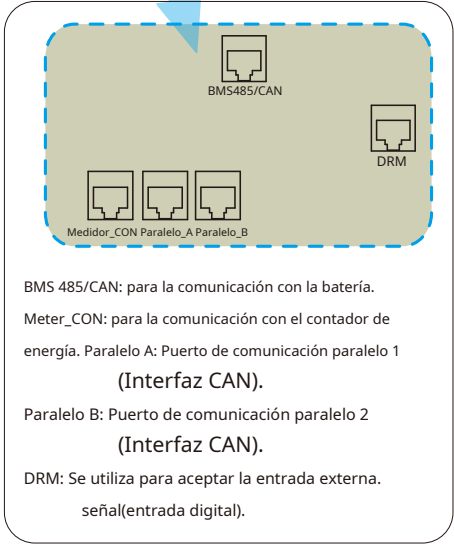 BMS485/CAN
DRM
Medidor_CON Paralelo_A Paralelo_B
BMS 485/CAN: para la comunicación con la batería.
Meter_CON: para la comunicación con el contador de
energía. Paralelo A: Puerto de comunicación paralelo 1
(Interfaz CAN).
Paralelo B: Puerto de comunicación paralelo 2
(Interfaz CAN).
DRM: Se utiliza para aceptar la entrada externa.
señal(entrada digital).